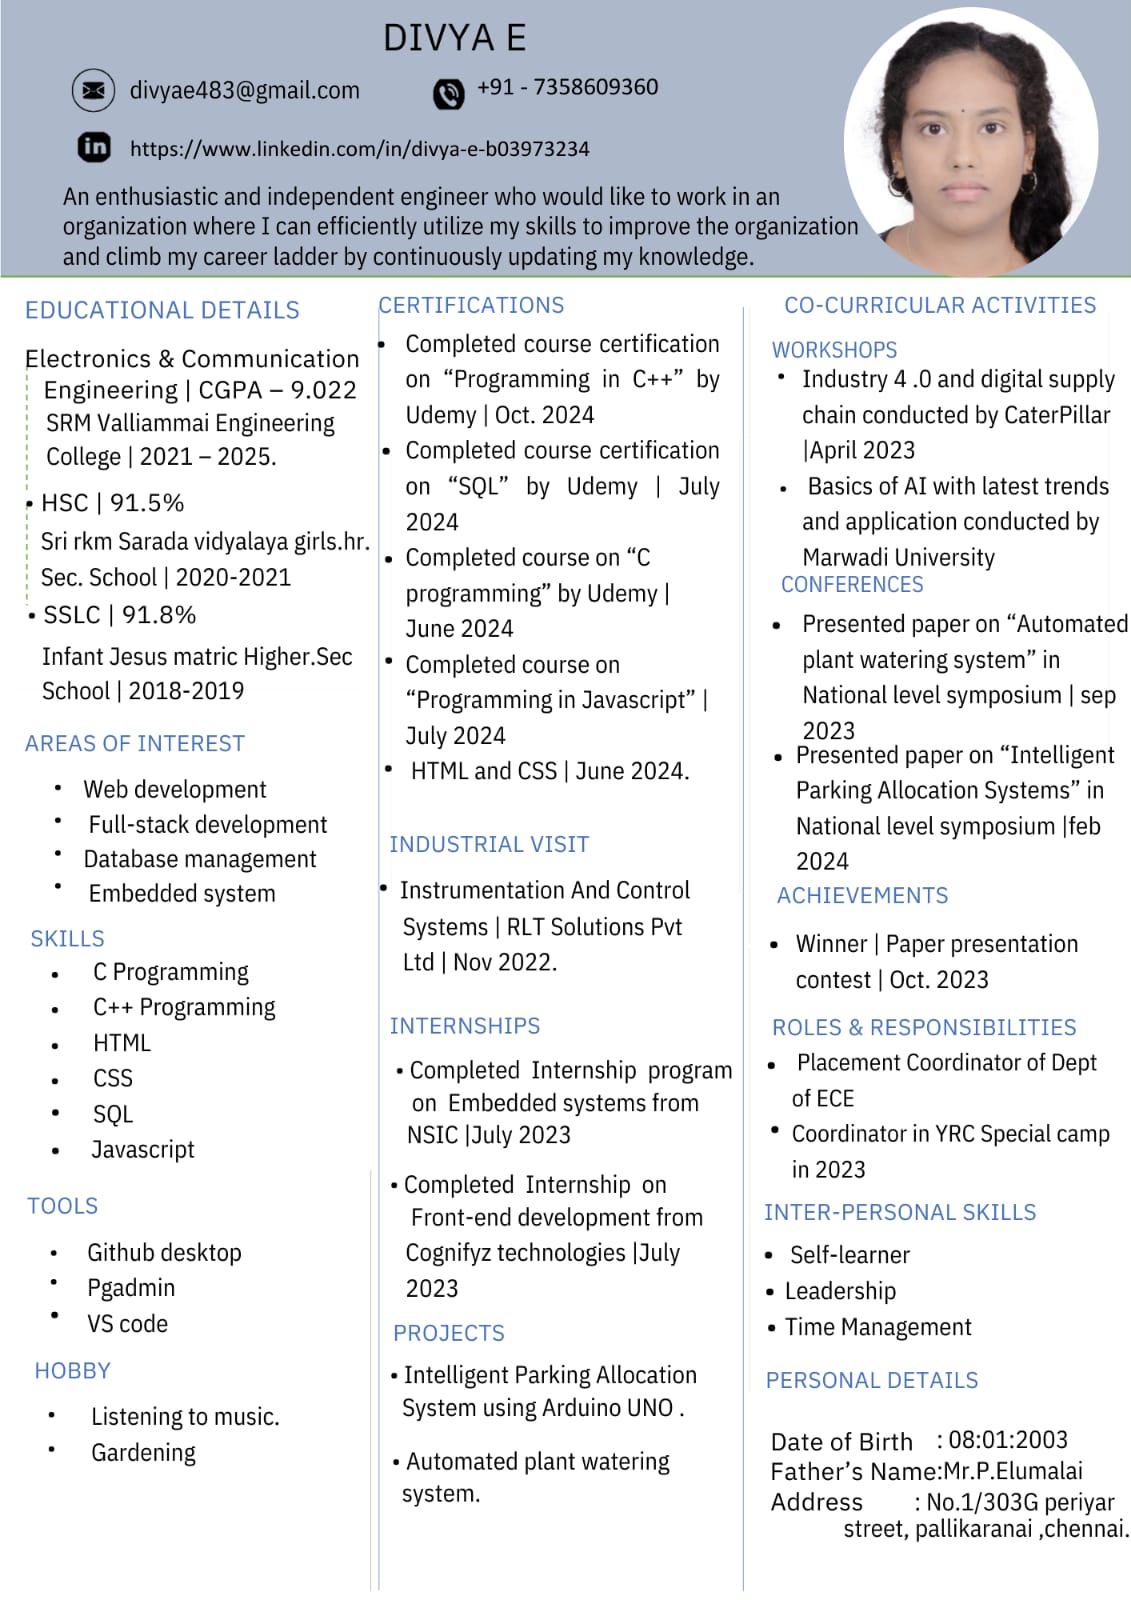 DIVYA E
divyae483@gmail.com
+91 - 7358609360
in
https://www.linkedin.com/in/divya-e-b03973234
An enthusiastic and independent engineer who would like to work in an
organization where I can efficiently utilize my skills to improve the organization
and climb my career ladder by continuously updating my knowledge.
EDUCATIONAL DETAILS
Electronics & Communication
Engineering | CGPA – 9.022
SRM Valliammai Engineering
College | 2021 – 2025.
• HSC | 91.5%
Sri rkm Sarada vidyalaya girls.hr.
Sec. School | 2020-2021
• SSLC | 91.8%
Infant Jesus matric Higher.Sec
School | 2018-2019
AREAS OF INTEREST
• Web development
• Full-stack development
• Database management
• Embedded system
SKILLS
• C Programming
• C++ Programming
• HTML
• CSS
• SQL
• Javascript
TOOLS
• Github desktop
• Pgadmin
• VS code
HOBBY
• Listening to music.
• Gardening
CERTIFICATIONS
• Completed course certification
on “Programming in C++” by
Udemy | Oct. 2024
• Completed course certification
on “SQL” by Udemy | July
2024
• Completed course on “C
programming” by Udemy |
June 2024
• Completed course on
“Programming in Javascript” |
July 2024
• HTML and CSS | June 2024.
INDUSTRIAL VISIT
• Instrumentation And Control
Systems | RLT Solutions Pvt
Ltd | Nov 2022.
INTERNSHIPS
• Completed Internship program
on Embedded systems from
NSIC |July 2023
• Completed Internship on
Front-end development from
Cognifyz technologies |July
2023
PROJECTS
• Intelligent Parking Allocation
System using Arduino UNO .
• Automated plant watering
system.
CO-CURRICULAR ACTIVITIES
WORKSHOPS
• Industry 4 .0 and digital supply
chain conducted by CaterPillar
|April 2023
• Basics of AI with latest trends
and application conducted by
Marwadi University
CONFERENCES
• Presented paper on “Automated
plant watering system” in
National level symposium | sep
2023
• Presented paper on “Intelligent
Parking Allocation Systems” in
National level symposium |feb
2024
ACHIEVEMENTS
• Winner | Paper presentation
contest | Oct. 2023
ROLES & RESPONSIBILITIES
• Placement Coordinator of Dept
of ECE
• Coordinator in YRC Special camp
in 2023
INTER-PERSONAL SKILLS
• Self-learner
• Leadership
• Time Management
PERSONAL DETAILS
Date of Birth : 08:01:2003
Father’s Name:Mr.P.Elumalai
Address : No.1/303G periyar
street, pallikaranai ,chennai.